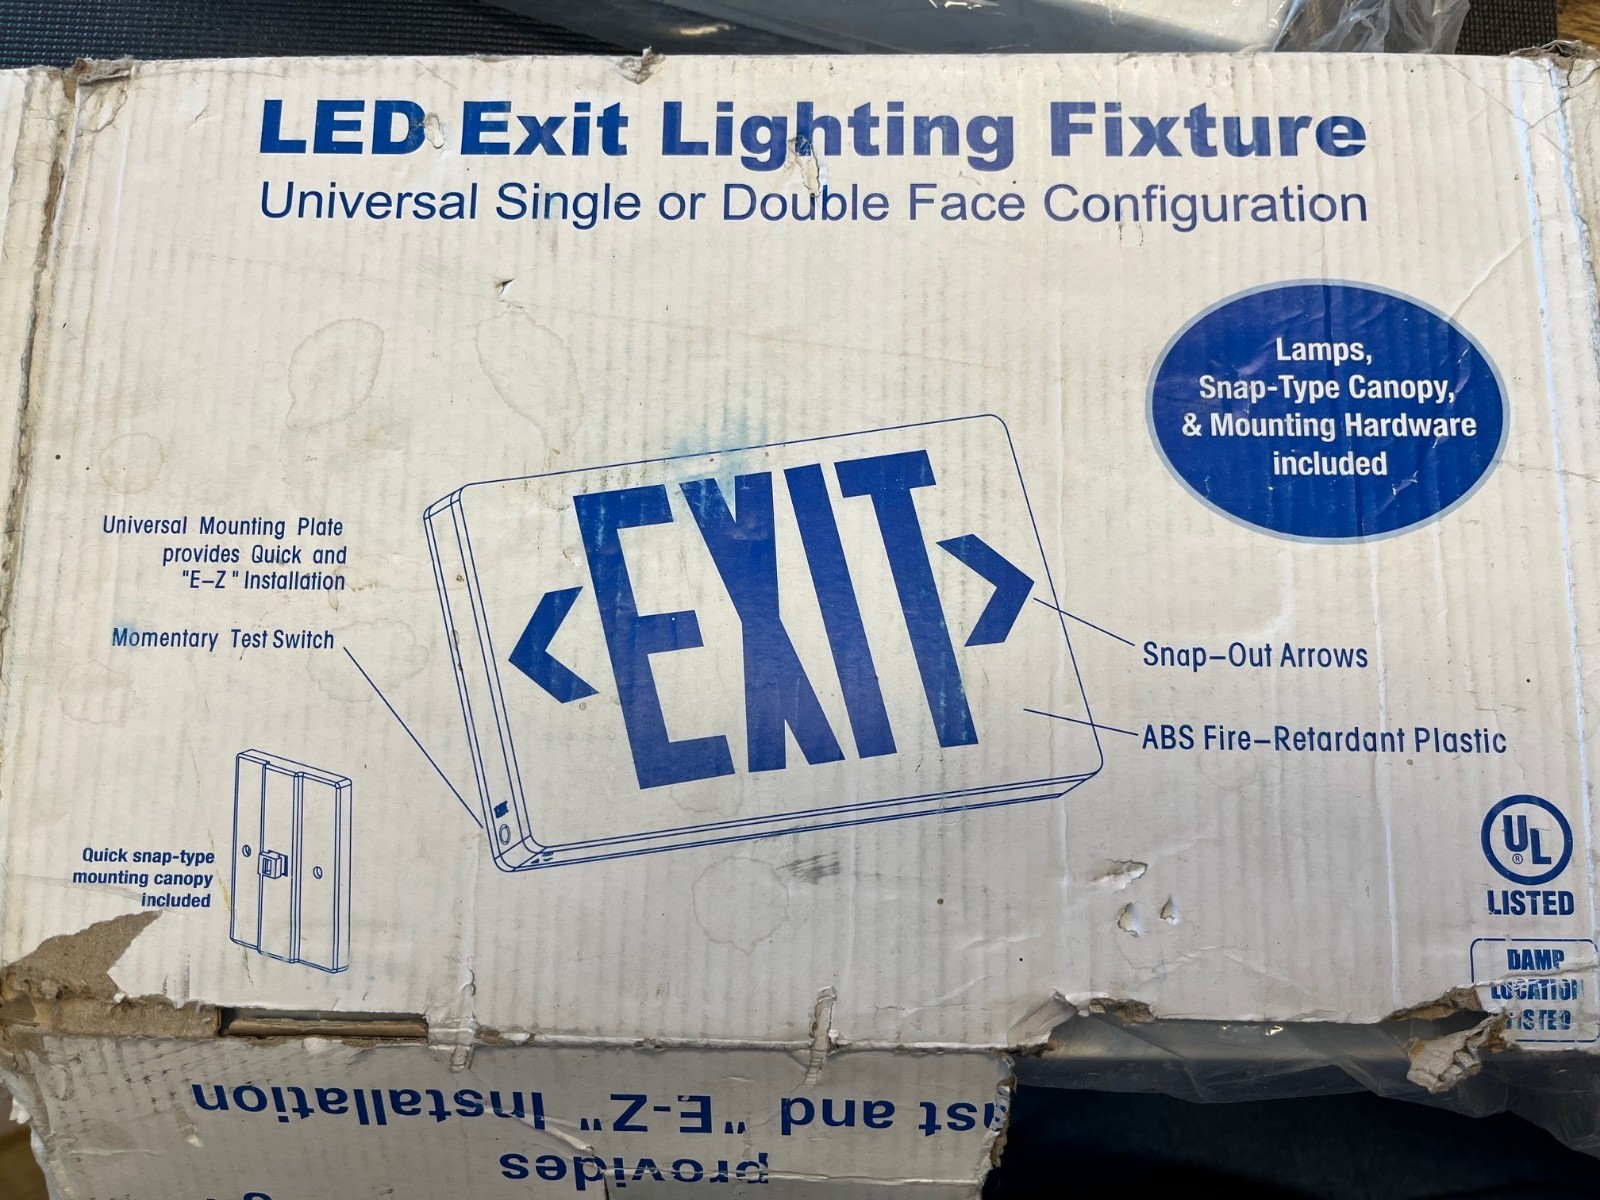 LED Exit Lighting Fixture
Universal Single or Double Face Configuration
Lamps,
Snap-Type Canopy,
& Mounting Hardware
included
Universal Mounting Plate
provides Quick and
"E-Z" Installation
Momentary Test Switch
EXIT
Snap-Out Arrows
ABS Fire-Retardant Plastic
Quick snap-type
mounting canopy
included
UL
®
LISTED
DAMP
LOCATION
LISTED
provides
ast and "E-Z" Installation